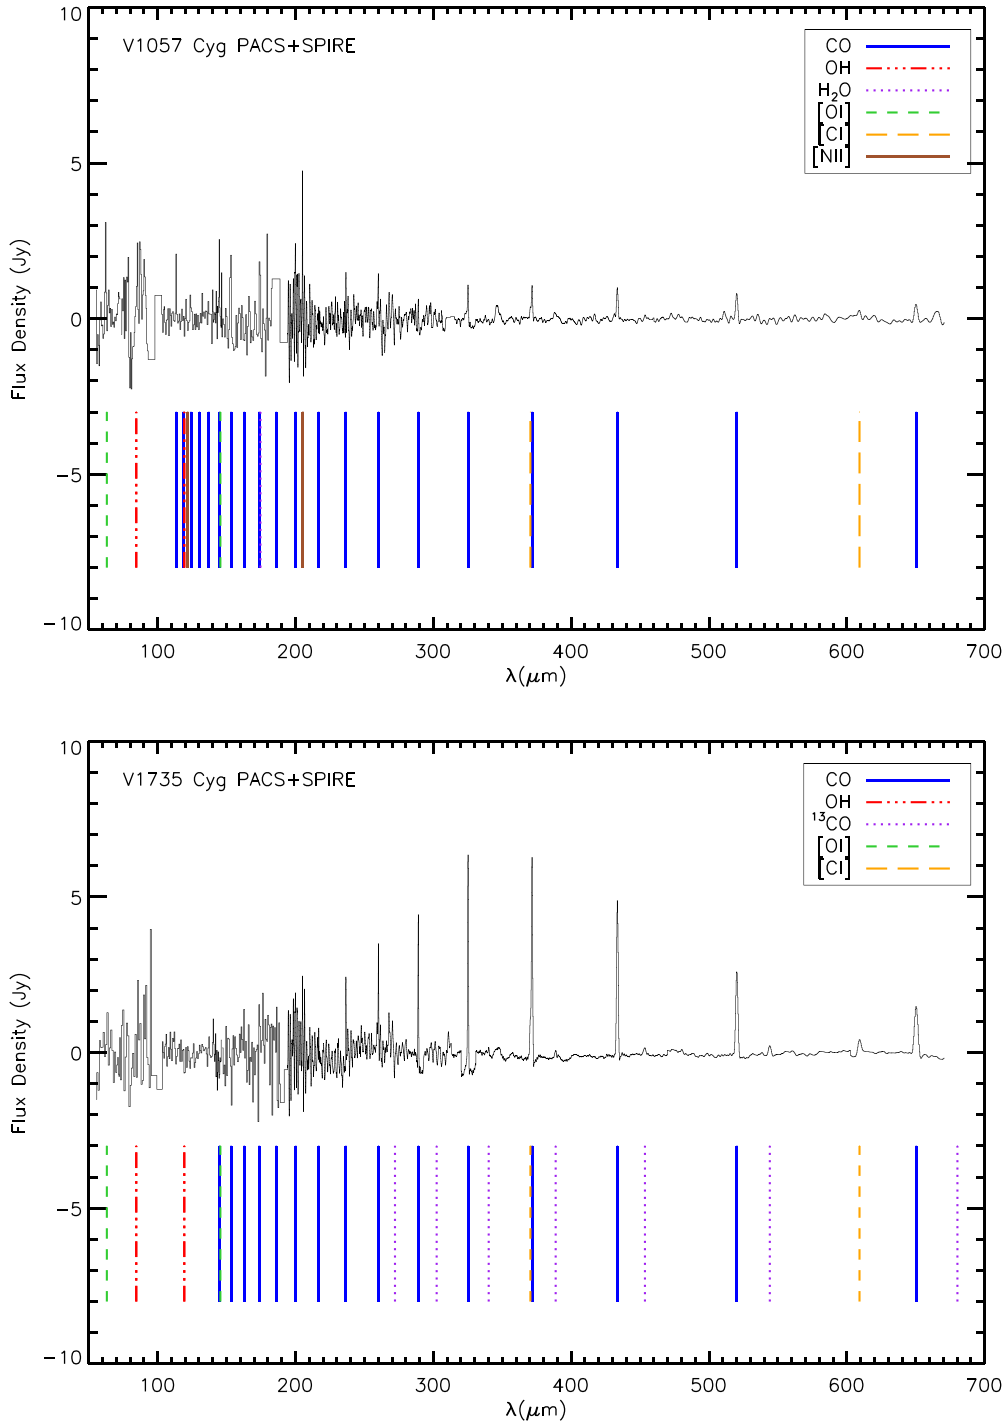 V1057 Cyg PACS+SPIRE
CO
OH
H₂O
[OI]
[CI]
[NII]
10
5
0
−5
−10
Flux Density (Jy)
100 200 300 400 500 600 700
λ(μm)
V1735 Cyg PACS+SPIRE
CO
OH
¹³CO
[OI]
[CI]
10
5
0
−5
−10
Flux Density (Jy)
100 200 300 400 500 600 700
λ(μm)